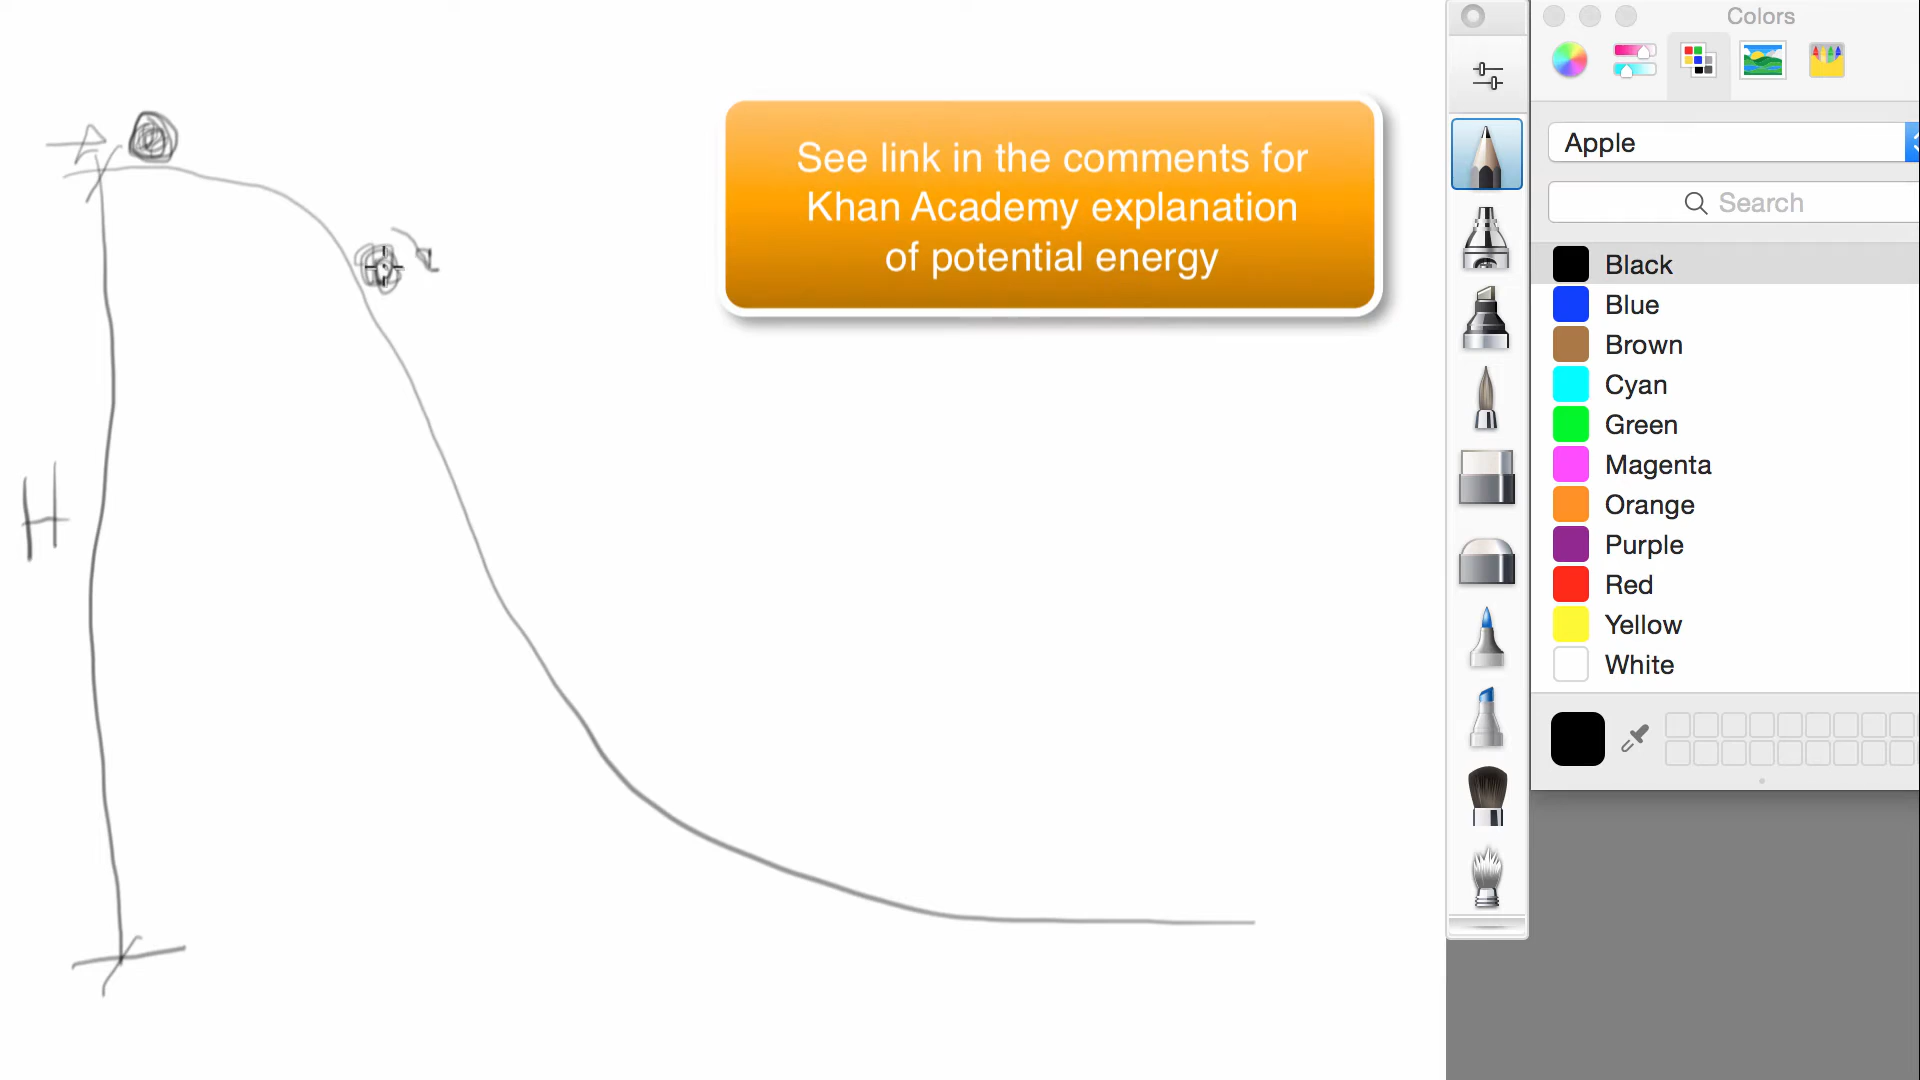 H
See link in the comments for
Khan Academy explanation
of potential energy
Colors
Apple
Search
Black
Blue
Brown
Cyan
Green
Magenta
Orange
Purple
Red
Yellow
White